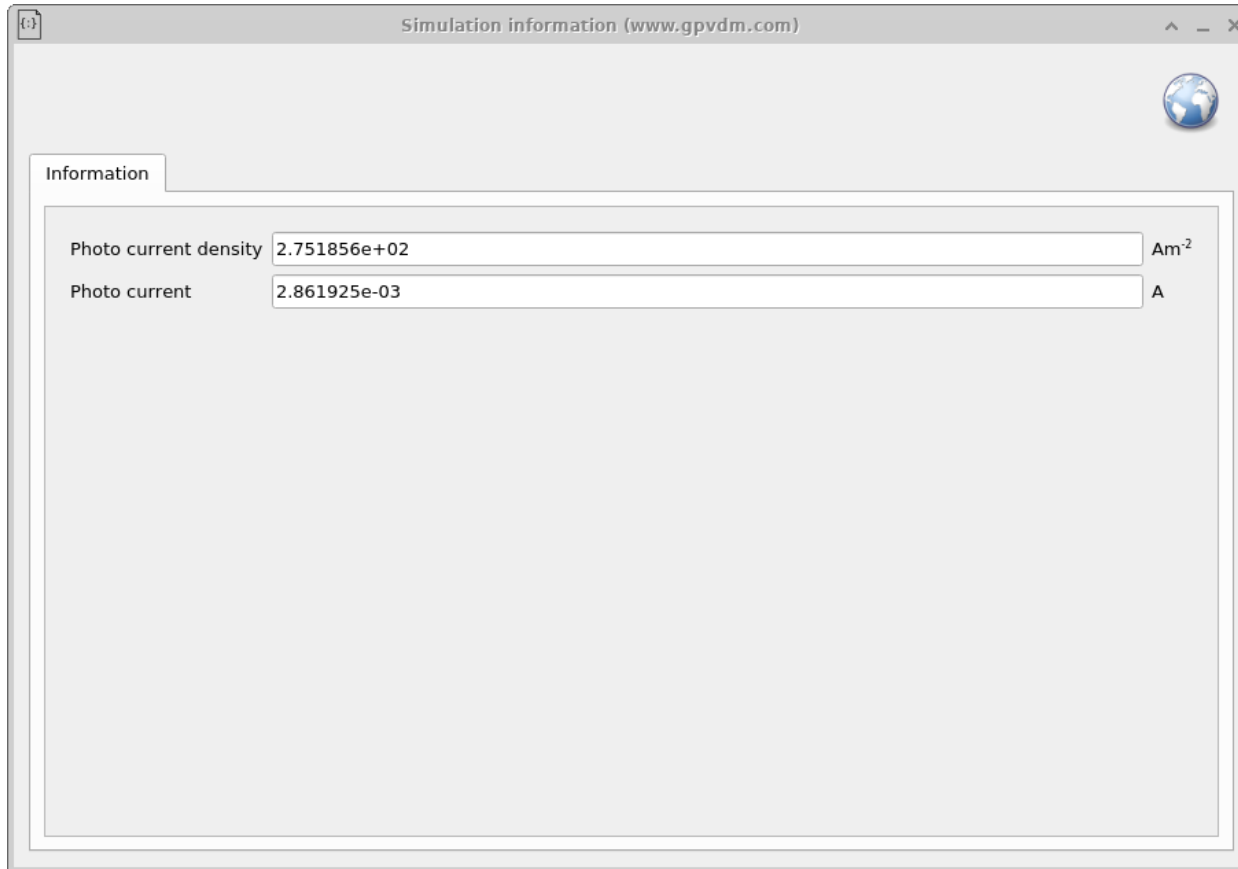 {:}
Simulation information (www.gpvdm.com)
Information
Photo current density 2.751856e+02 Am-2
Photo current 2.861925e-03 A